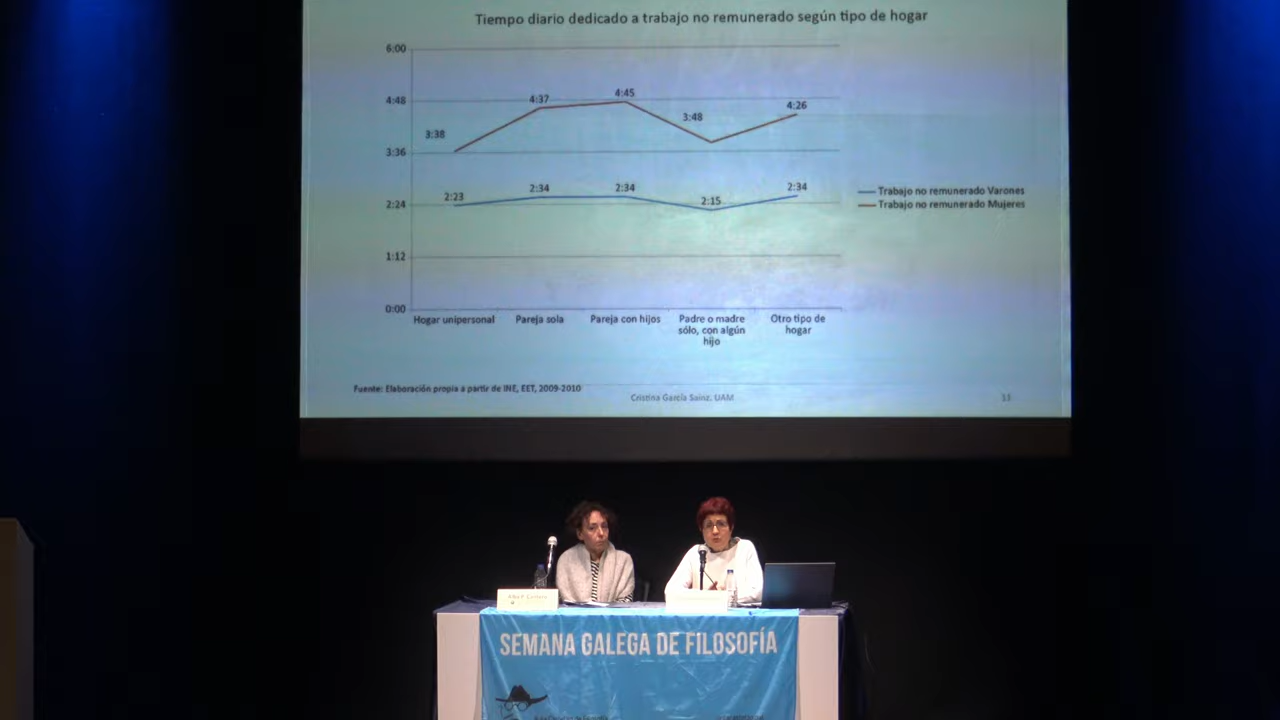 Tiempo diario dedicado a trabajo no remunerado según tipo de hogar
6:00
4:48
3:36
2:24
1:12
0:00
3:38
4:37
4:45
3:48
4:26
2:23
2:34
2:34
2:15
2:34
Trabajo no remunerado Varones
Trabajo no remunerado Mujeres
Hogar unipersonal
Pareja sola
Pareja con hijos
Padre o madre
sólo, con algún
hijo
Otro tipo de
hogar
Fuente: Elaboración propia a partir de INE, EET, 2009-2010
Cristina García Sainz. UAM
SEMANA GALEGA DE FILOSOFÍA